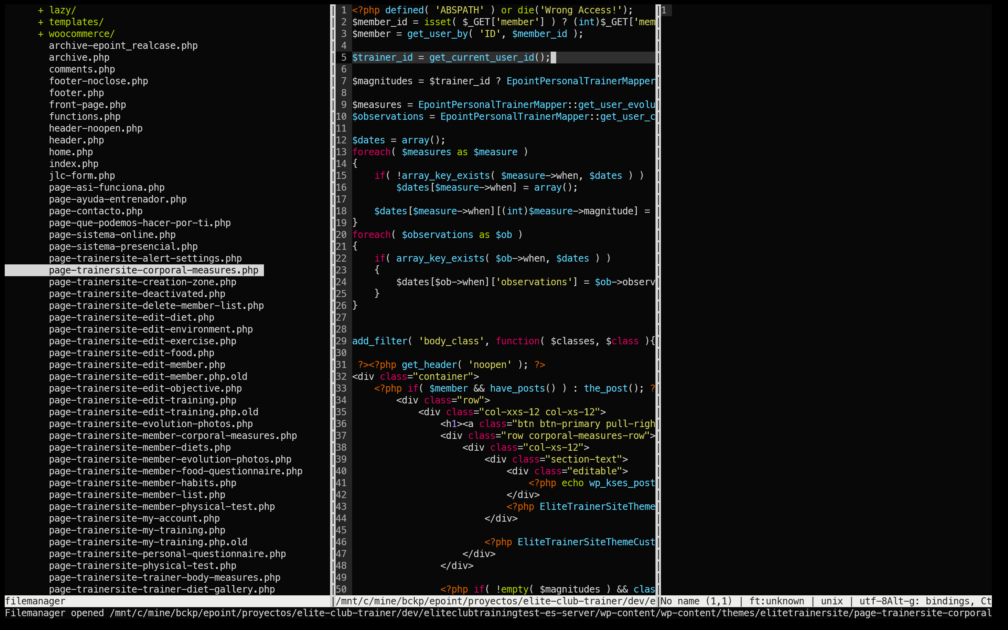 + lazy/
+ templates/
+ woocommerce/
archive-epoint_realcase.php
archive.php
comments.php
footer-noclose.php
footer.php
front-page.php
functions.php
header-noopen.php
header.php
home.php
index.php
jlc-form.php
page-asi-funciona.php
page-ayuda-entrenador.php
page-contacto.php
page-que-podemos-hacer-por-ti.php
page-sistema-online.php
page-sistema-presencial.php
page-trainersite-alert-settings.php
page-trainersite-corporal-measures.php
page-trainersite-creation-zone.php
page-trainersite-deactivated.php
page-trainersite-delete-member-list.php
page-trainersite-edit-diet.php
page-trainersite-edit-environment.php
page-trainersite-edit-exercise.php
page-trainersite-edit-food.php
page-trainersite-edit-member.php
page-trainersite-edit-member.php.old
page-trainersite-edit-objective.php
page-trainersite-edit-training.php
page-trainersite-edit-training.php.old
page-trainersite-evolution-photos.php
page-trainersite-member-corporal-measures.php
page-trainersite-member-diets.php
page-trainersite-member-evolution-photos.php
page-trainersite-member-food-questionnaire.php
page-trainersite-member-habits.php
page-trainersite-member-list.php
page-trainersite-member-physical-test.php
page-trainersite-my-account.php
page-trainersite-my-training.php
page-trainersite-my-training.php.old
page-trainersite-personal-questionnaire.php
page-trainersite-physical-test.php
page-trainersite-trainer-body-measures.php
page-trainersite-trainer-diet-gallery.php
filemanager
1 <?php defined( 'ABSPATH' ) or die('Wrong Access!');
2 $member_id = isset( $_GET['member'] ) ? (int)$_GET['mem
3 $member = get_user_by( 'ID', $member_id );
4
5 $trainer_id = get_current_user_id();
6
7 $magnitudes = $trainer_id ? EpointPersonalTrainerMapper
8
9 $measures = EpointPersonalTrainerMapper::get_user_evolu
10 $observations = EpointPersonalTrainerMapper::get_user_c
11
12 $dates = array();
13 foreach( $measures as $measure )
14 {
15 if( !array_key_exists( $measure->when, $dates ) )
16 $dates[$measure->when] = array();
17
18 $dates[$measure->when][(int)$measure->magnitude] =
19 }
20 foreach( $observations as $ob )
21 {
22 if( array_key_exists( $ob->when, $dates ) )
23 {
24 $dates[$ob->when]['observations'] = $ob->observ
25 }
26 }
27
28
29 add_filter( 'body_class', function( $classes, $class ){
30
31 ?><?php get_header( 'noopen' ); ?>
32 <div class="container">
33 <?php if( $member && have_posts() ) : the_post(); ?
34 <div class="row">
35 <div class="col-xxs-12 col-xs-12">
36 <h1><a class="btn btn-primary pull-righ
37 <div class="row corporal-measures-row">
38 <div class="col-xs-12">
39 <div class="section-text">
40 <div class="editable">
41 <?php echo wp_kses_post
42 </div>
43 <?php EliteTrainerSiteTheme
44 </div>
45
46 <?php EliteTrainerSiteThemeCust
47 </div>
48 </div>
49
50 <?php if( !empty( $magnitudes ) && clas
/mnt/c/mine/bckp/epoint/proyectos/elite-club-trainer/dev/e
1
No name (1,1) | ft:unknown | unix | utf-8Alt-g: bindings, Ct
Filemanager opened /mnt/c/mine/bckp/epoint/proyectos/elite-club-trainer/dev/eliteclubtrainingtest-es-server/wp-content/wp-content/themes/elitetrainersite/page-trainersite-corporal